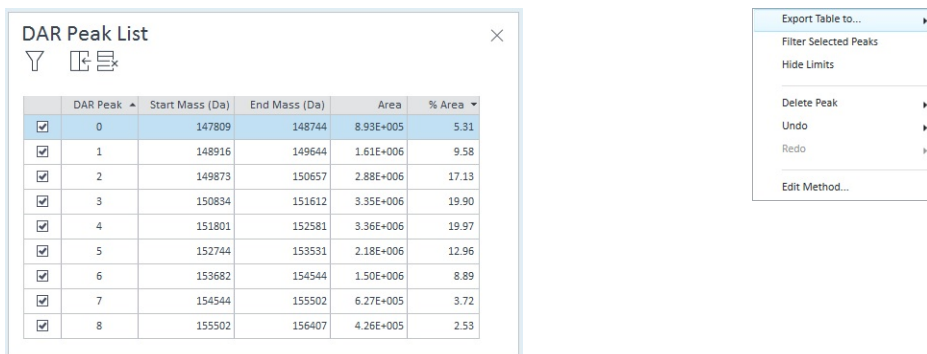 DAR Peak List
DAR Peak Start Mass (Da) End Mass (Da) Area % Area
0 147809 148744 8.93E+005 5.31
1 148916 149644 1.61E+006 9.58
2 149873 150657 2.88E+006 17.13
3 150834 151612 3.35E+006 19.90
4 151801 152581 3.36E+006 19.97
5 152744 153531 2.18E+006 12.96
6 153682 154544 1.50E+006 8.89
7 154544 155502 6.27E+005 3.72
8 155502 156407 4.26E+005 2.53
Export Table to...
Filter Selected Peaks
Hide Limits
Delete Peak
Undo
Redo
Edit Method...